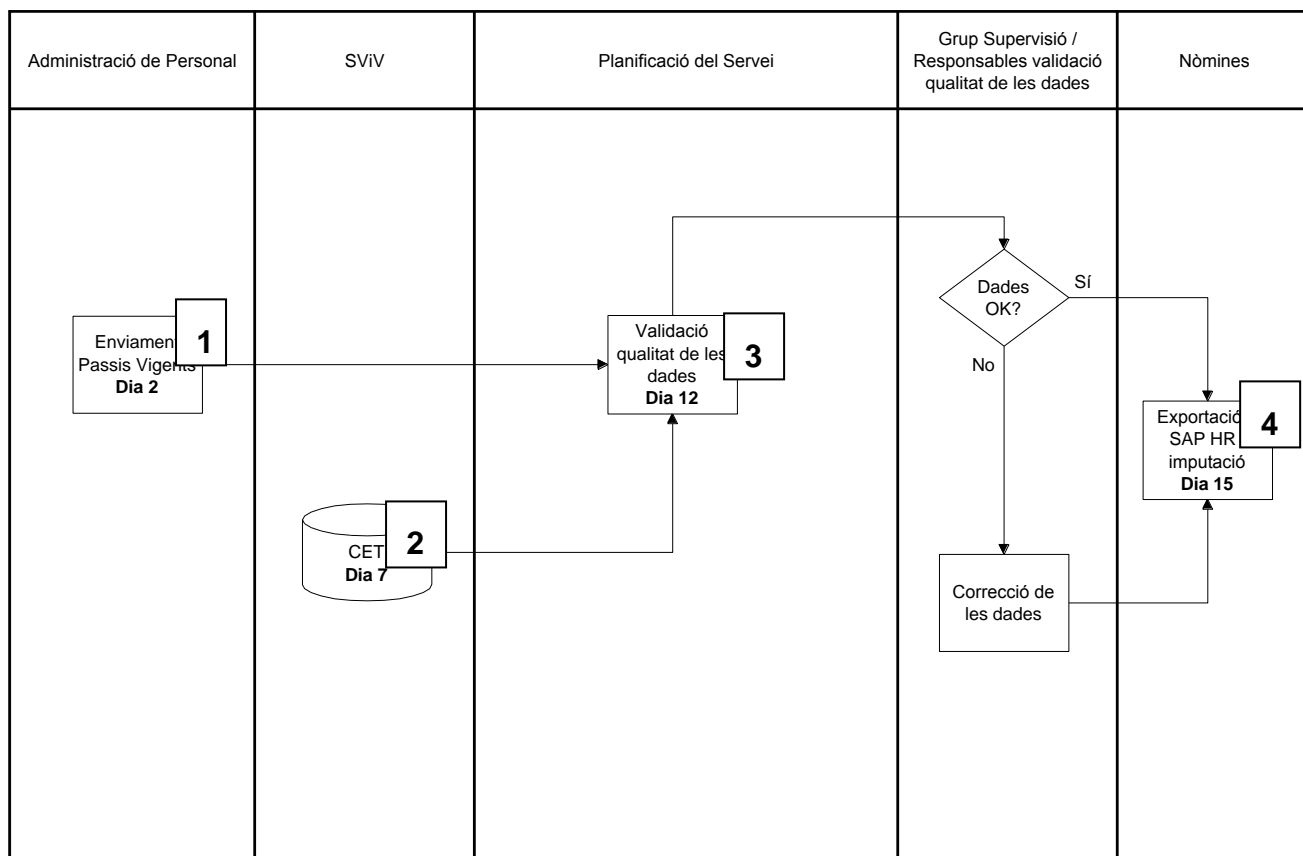 Administració de Personal
SViV
Planificació del Servei
Grup Supervisió /
Responsables validació
qualitat de les dades
Nòmines
Dades
OK?
Sí
No
1
Passis Vigents
Dia 2
Validació
qualitat de les
dades
Dia 12
3
2
CET
Dia 7
4
SAP HR
imputació
Dia 15
Correcció de
les dades